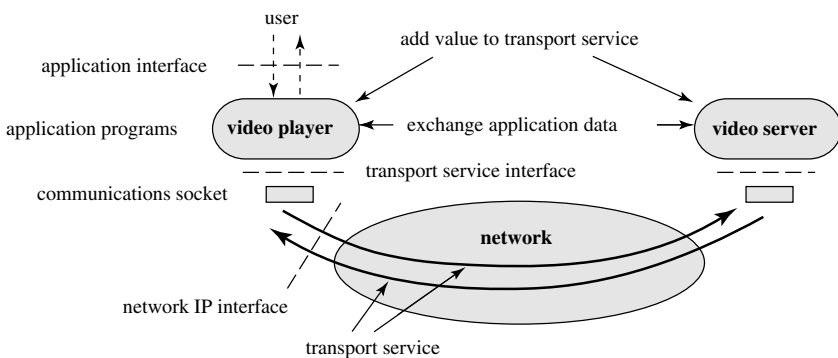 user
add value to transport service
application interface
application programs
video player
exchange application data
video server
transport service interface
communications socket
network
network IP interface
transport service